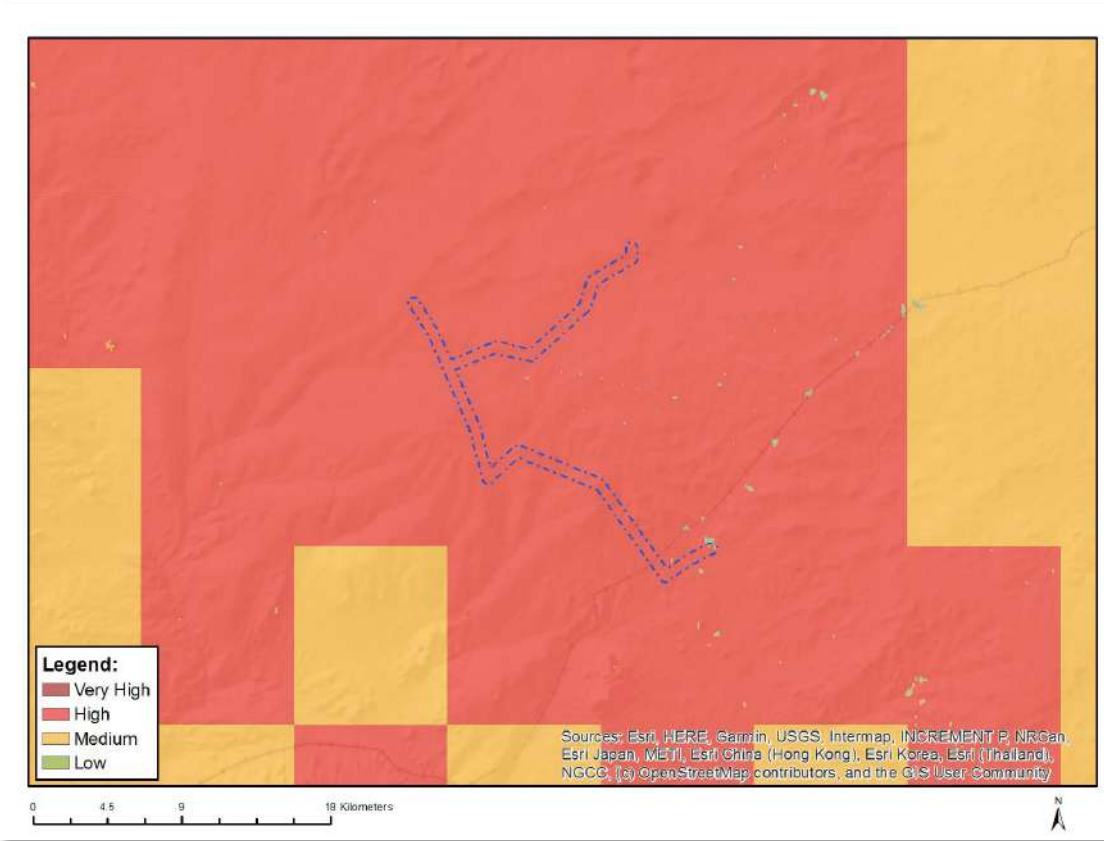 Legend:
Very High
High
Medium
Low
Sources: Esri, HERE, Garmin, USGS, Intermap, INCREMENT P, NRCan,
Esri Japan, METI, Esri China (Hong Kong), Esri Korea, Esri (Thailand),
NGCC, (c) OpenStreetMap contributors, and the GIS User Community
0 4.5 9 18 Kilometers
N